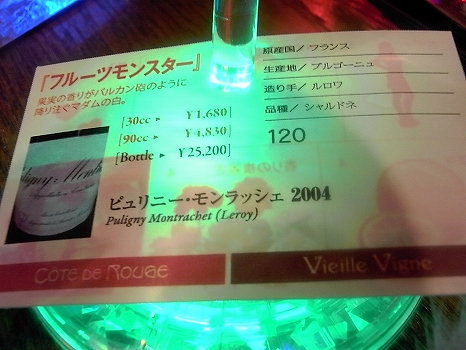 『フルーツモンスター』
果実の香りがバルカン砲のように
降り注ぐマダムの白。
[30cc ▸ ¥1,680]
[90cc ▸ ¥4,830]
[Bottle ▸ ¥25,200]
原産国/ フランス
生産地/ ブルゴーニュ
造り手/ ルロワ
品種/ シャルドネ
120
ピュリニー・モンラッシェ 2004
Puligny Montrachet (Leroy)
CÔTE DE ROUGE
Vieille Vigne